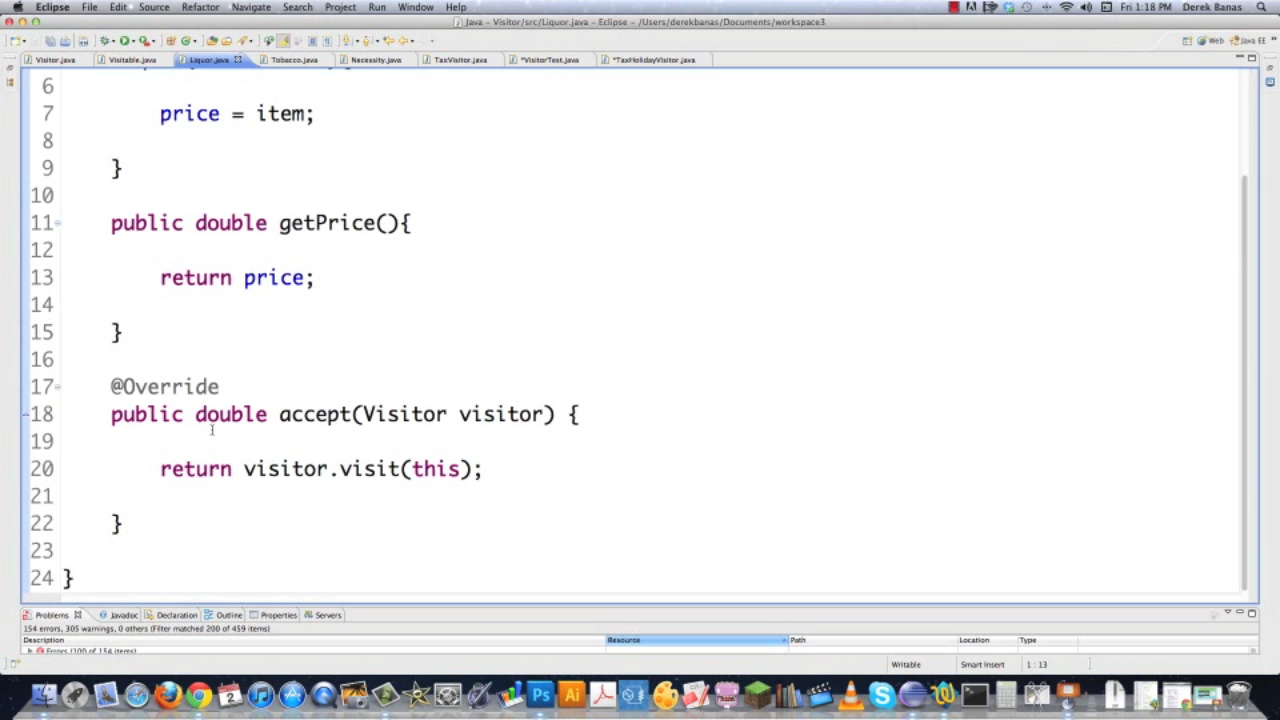 Eclipse File Edit Source Refactor Navigate Search Project Run Window Help Fri 1:18 PM Derek Banas
Java - Visitor/src/Liquor.java - Eclipse - /Users/derekbanas/Documents/workspace3
Web Java EE
Visitor.java Visitable.java Liquor.java Tobacco.java Necessity.java TaxVisitor.java *VisitorTest.java *TaxHolidayVisitor.java
6
7 price = item;
8
9 }
10
11 public double getPrice(){
12
13 return price;
14
15 }
16
17 @Override
18 public double accept(Visitor visitor) {
19
20 return visitor.visit(this);
21
22 }
23
24 }
Problems Javadoc Declaration Outline Properties Servers
154 errors, 305 warnings, 0 others (Filter matched 200 of 459 items)
Description Resource Path Location Type
Errors (100 of 154 items)
Writable Smart Insert 1 : 13